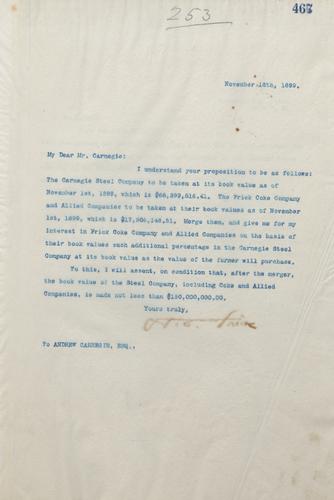 253
467
November 18th, 1899.
My Dear Mr. Carnegie:
I understand your proposition to be as follows:
The Carnegie Steel Company to be taken at its book value as of
November 1st, 1899, which is $68,399,616.41. The Frick Coke Company
and Allied Companies to be taken at their book values as of November
1st, 1899, which is $17,808,148.51. Merge them, and give me for my
interest in Frick Coke Company and Allied Companies on the basis of
their book values such additional percentage in the Carnegie Steel
Company at its book value as the value of the former will purchase.
To this, I will assent, on condition that, after the merger,
the book value of the Steel Company, including Coke and Allied
Companies, is made not less than $150,000,000.00.
Yours truly,
H. C. Frick
To ANDREW CARNEGIE, ESQ.,